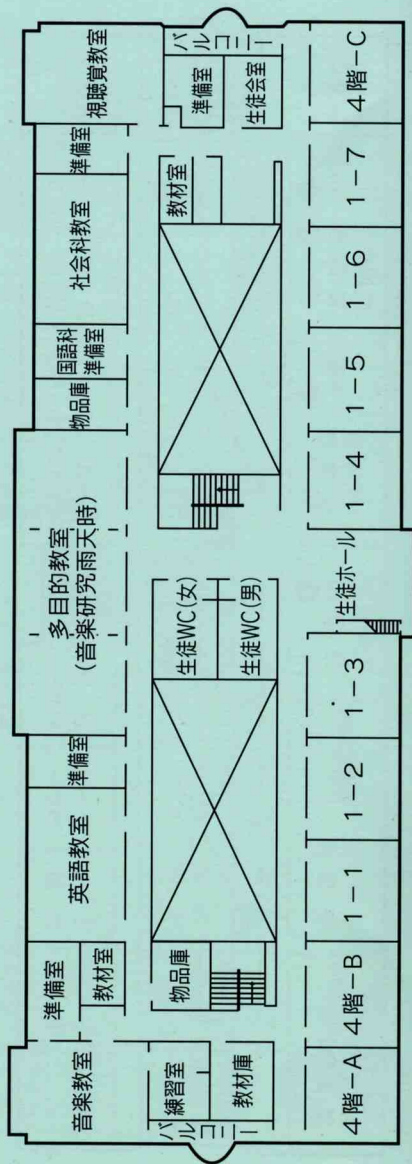 音楽教室
準備室
教材室
英語教室
準備室
多目的教室
(音楽研究雨天時)
物品庫
国語科
準備室
社会科教室
準備室
視聴覚教室
バルコニー
練習室
教材庫
物品庫
生徒WC(女)
生徒WC(男)
教材室
準備室
生徒会室
バルコニー
4階-A
4階-B
1-1
1-2
1-3
生徒ホール
1-4
1-5
1-6
1-7
4階-C